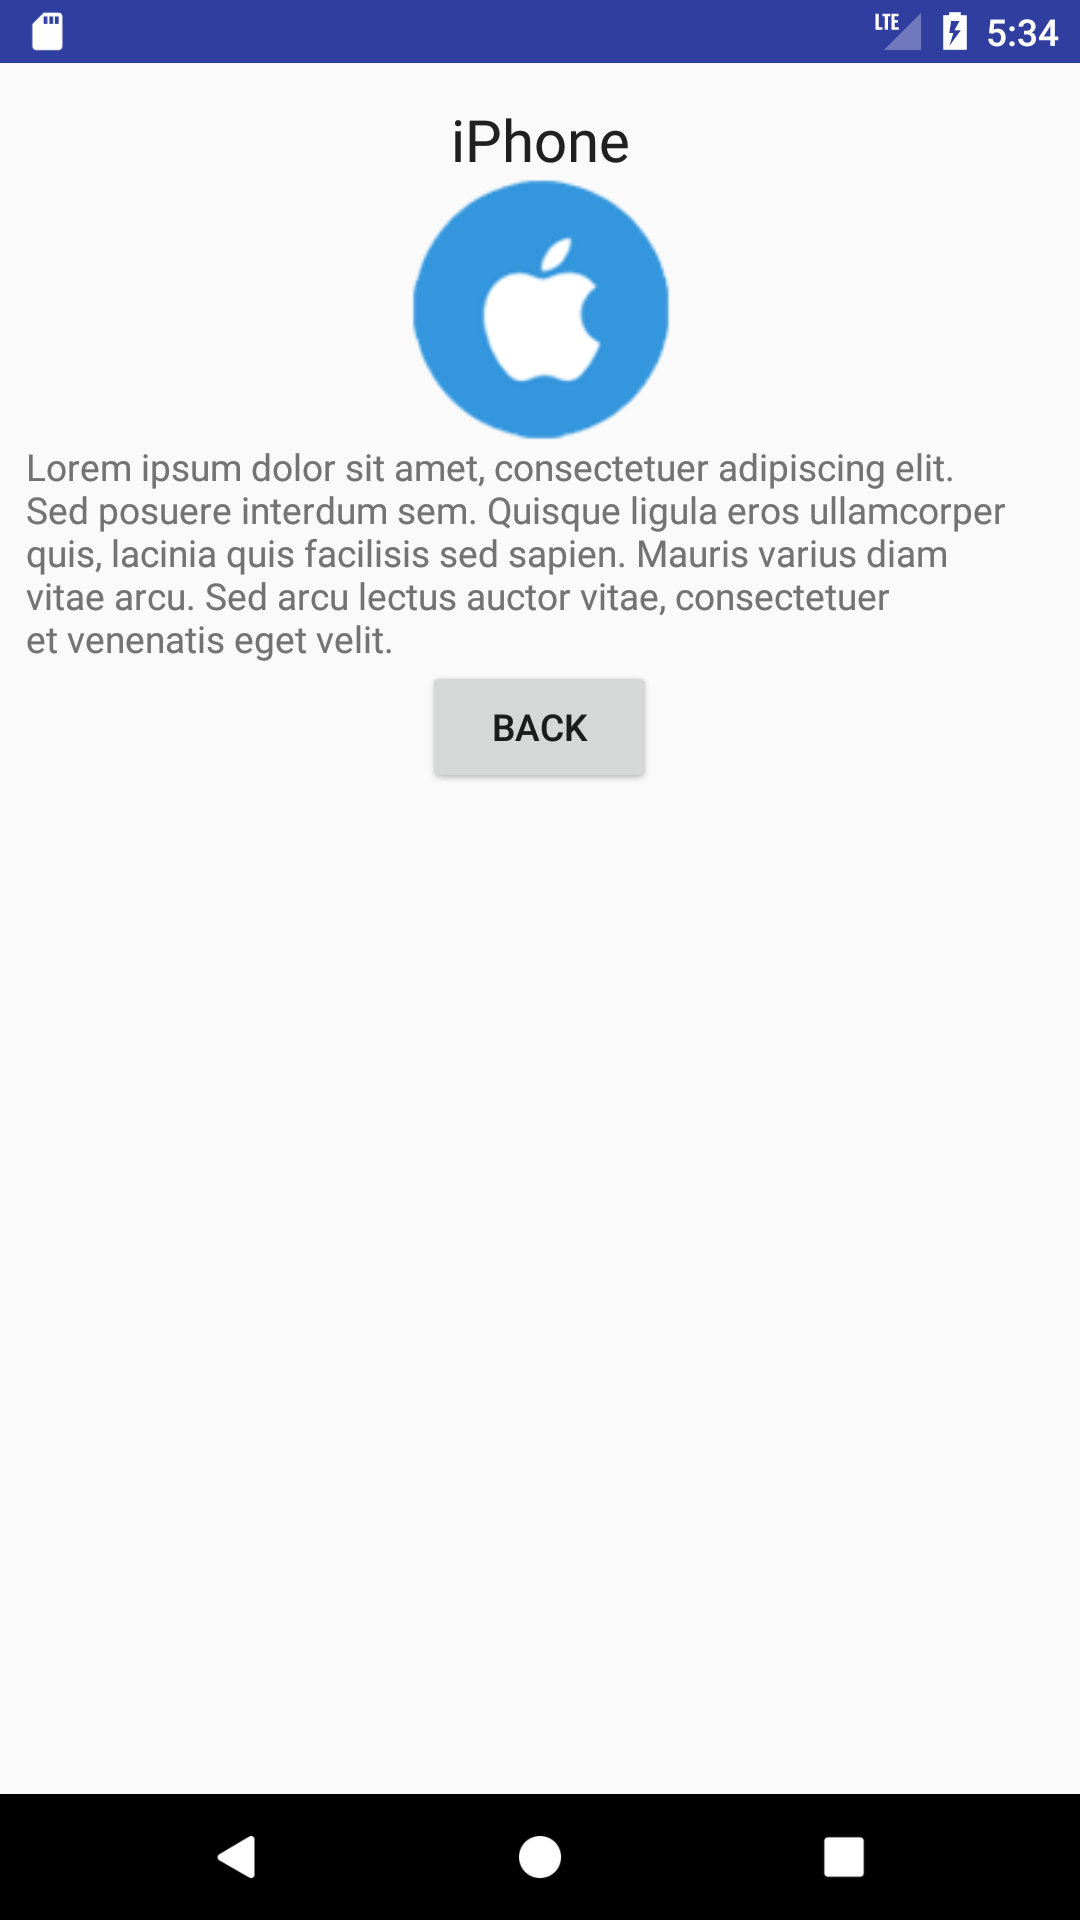 LTE 5:34
iPhone
Lorem ipsum dolor sit amet, consectetuer adipiscing elit.
Sed posuere interdum sem. Quisque ligula eros ullamcorper
quis, lacinia quis facilisis sed sapien. Mauris varius diam
vitae arcu. Sed arcu lectus auctor vitae, consectetuer
et venenatis eget velit.
BACK